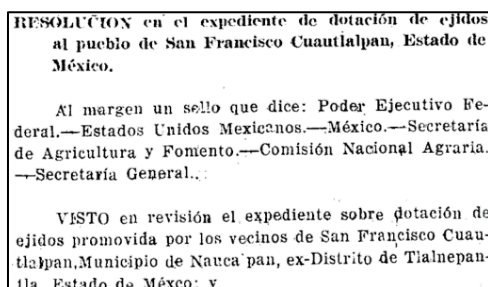 RESOLUCION en el expediente de dotación de ejidos
al pueblo de San Francisco Cuautlalpan, Estado de
México.
Al margen un sello que dice: Poder Ejecutivo Fe-
deral.—Estados Unidos Mexicanos.—México.—Secretaría
de Agricultura y Fomento.—Comisión Nacional Agraria.
—Secretaría General..
VISTO en revisión el expediente sobre dotación de
ejidos promovida por los vecinos de San Francisco Cuau-
tlalpan,Municipio de Nauca pan, ex-Distrito de Tlalnepan-
tla, Estado de Méxco; y